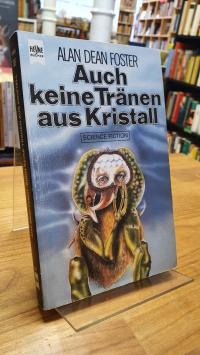 HEYNE
BÜCHER
ALAN DEAN FOSTER
Auch
keine Tränen
aus Kristall
SCIENCE FICTION